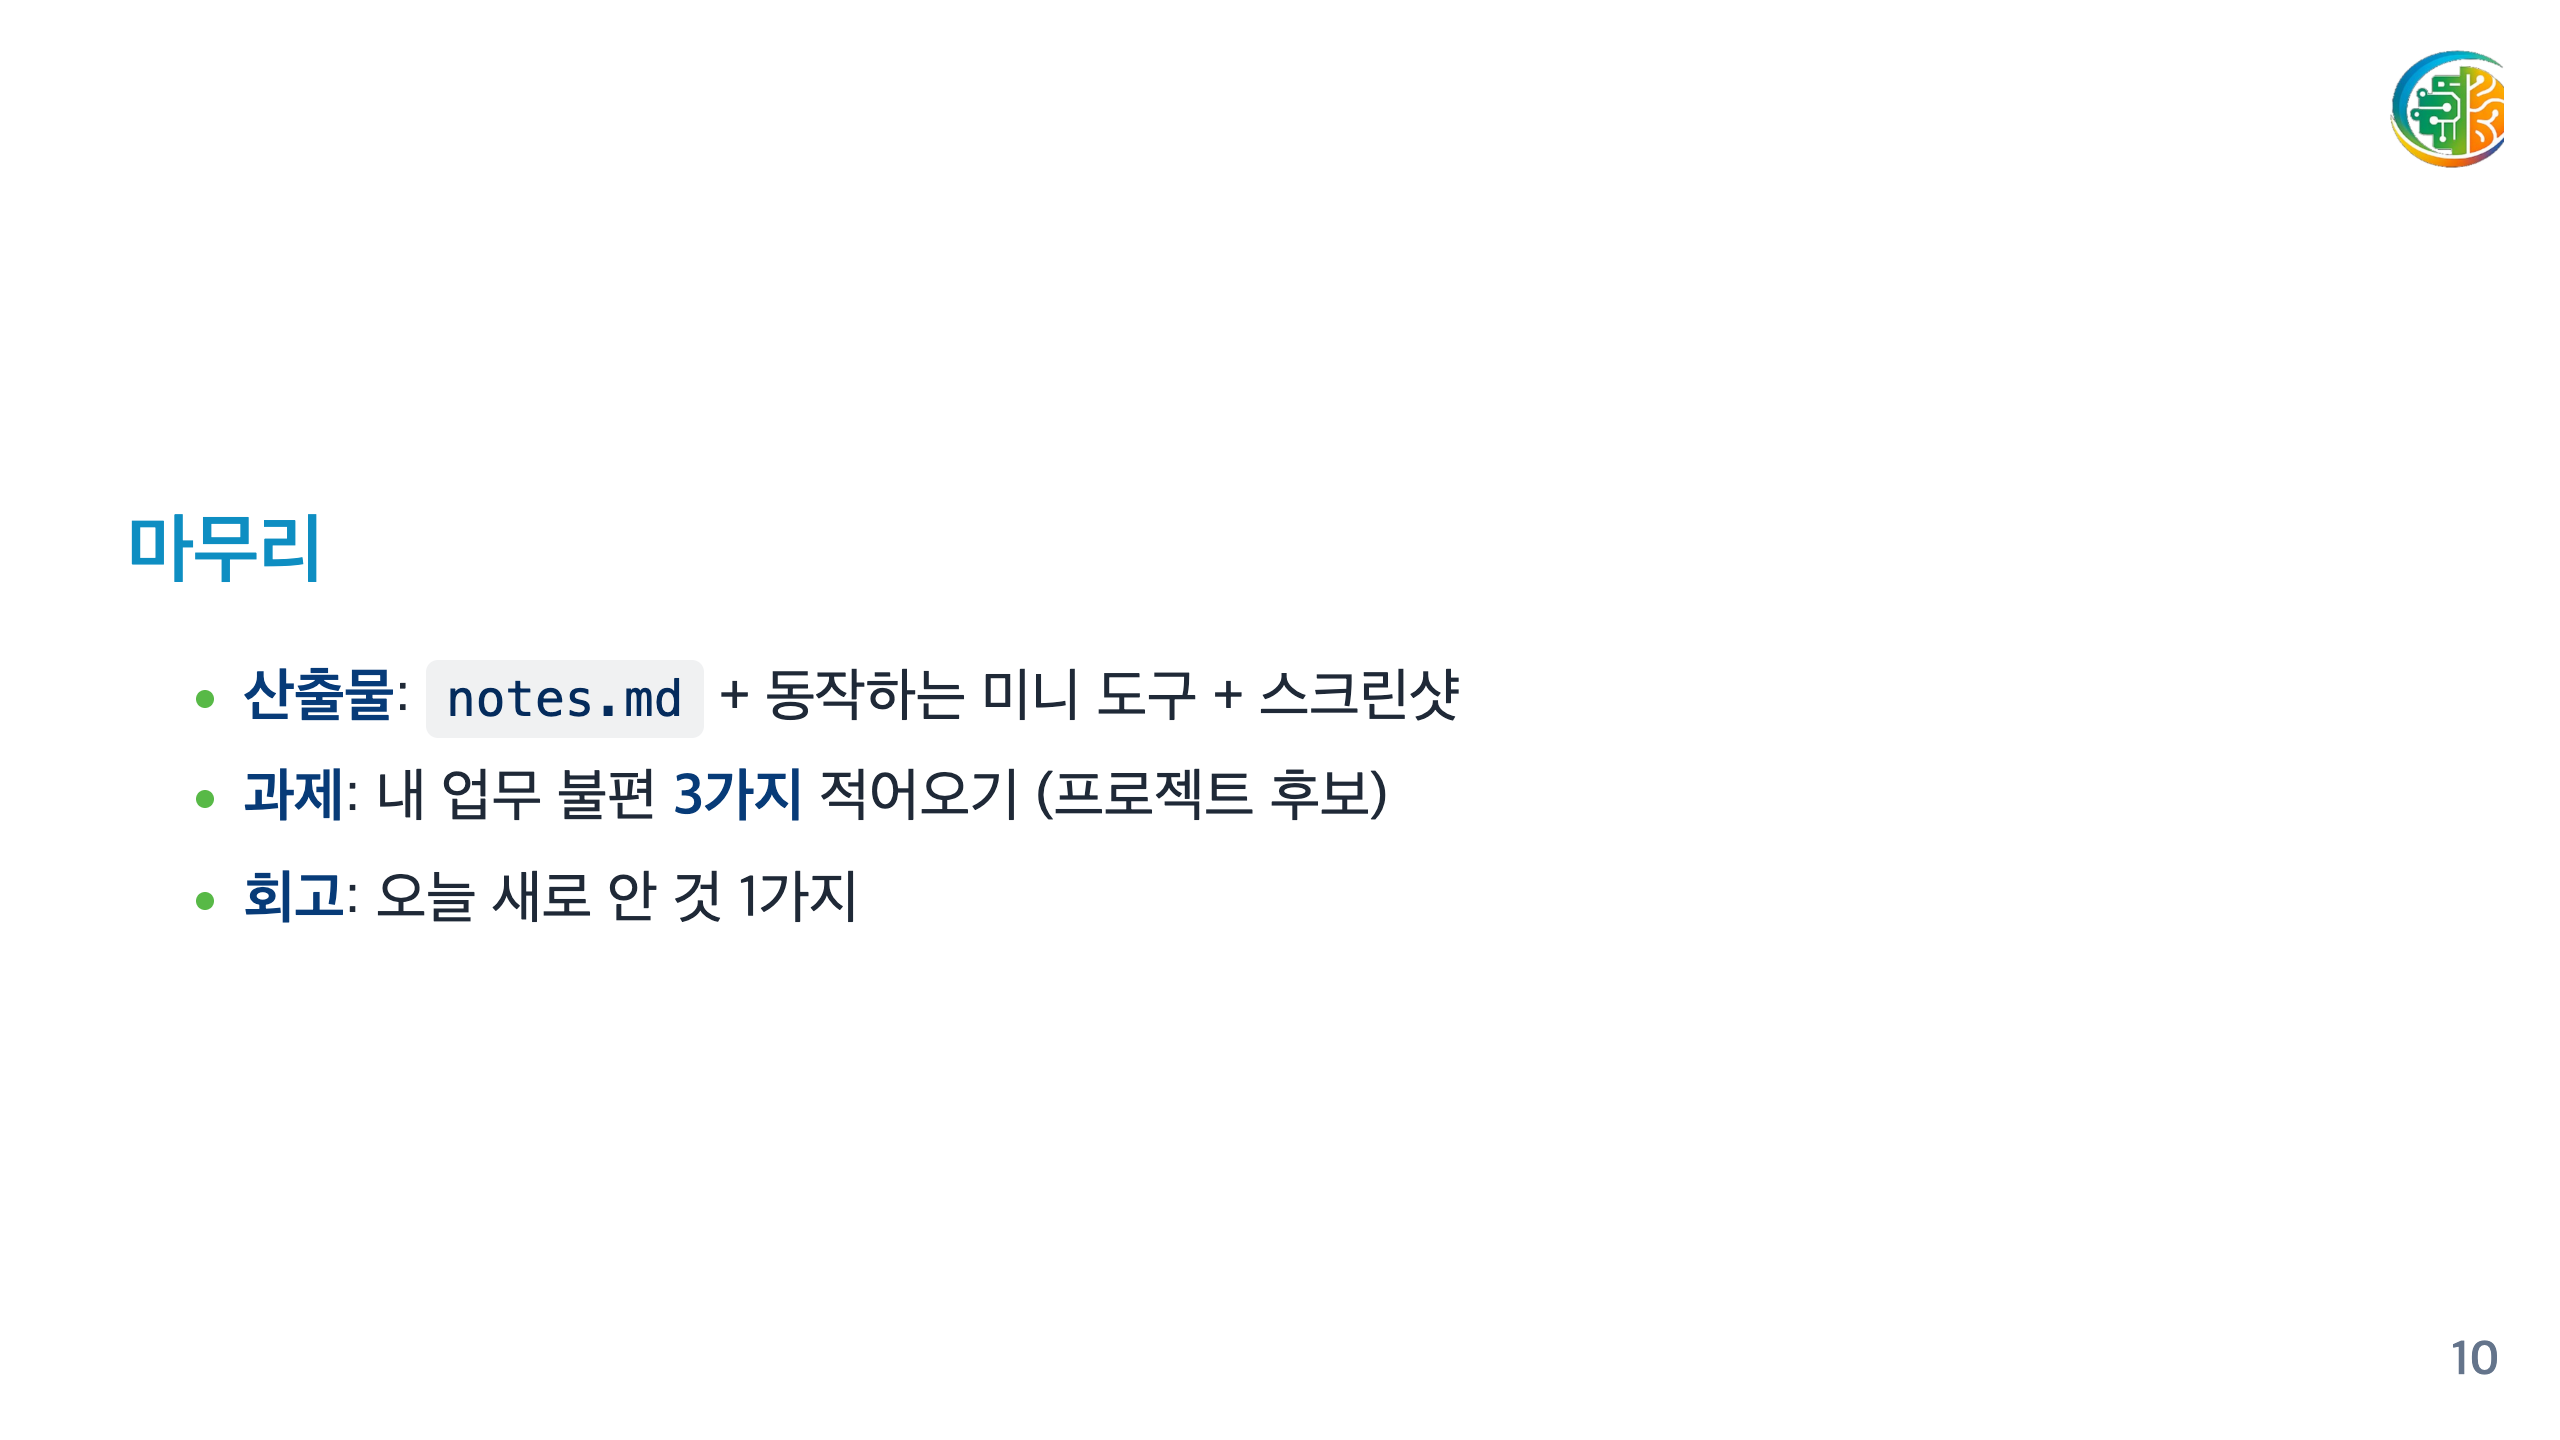 마무리
산출물: notes.md + 동작하는 미니 도구 + 스크린샷
과제: 내 업무 불편 3가지 적어오기 (프로젝트 후보)
회고: 오늘 새로 안 것 1가지
10